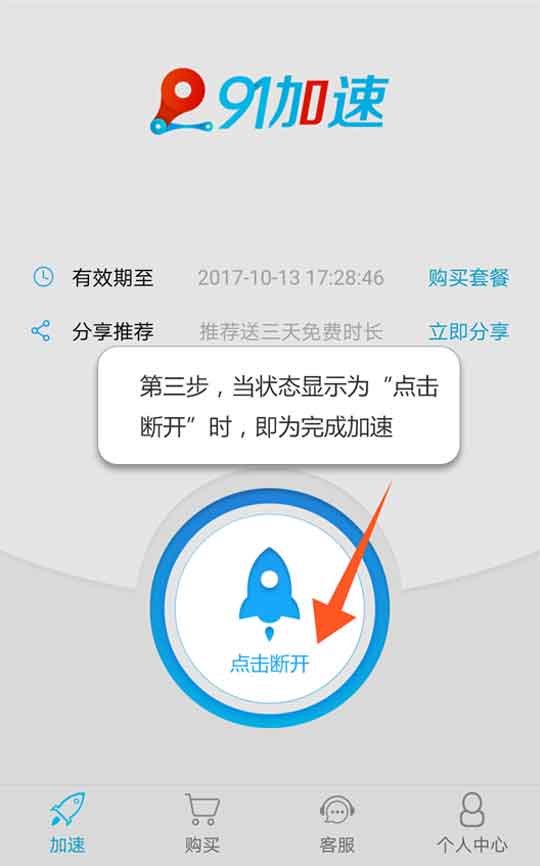 91加速
有效期至 2017-10-13 17:28:46 购买套餐
分享推荐 推荐送三天免费时长 立即分享
第三步，当状态显示为“点击
断开”时，即为完成加速
点击断开
加速 购买 客服 个人中心